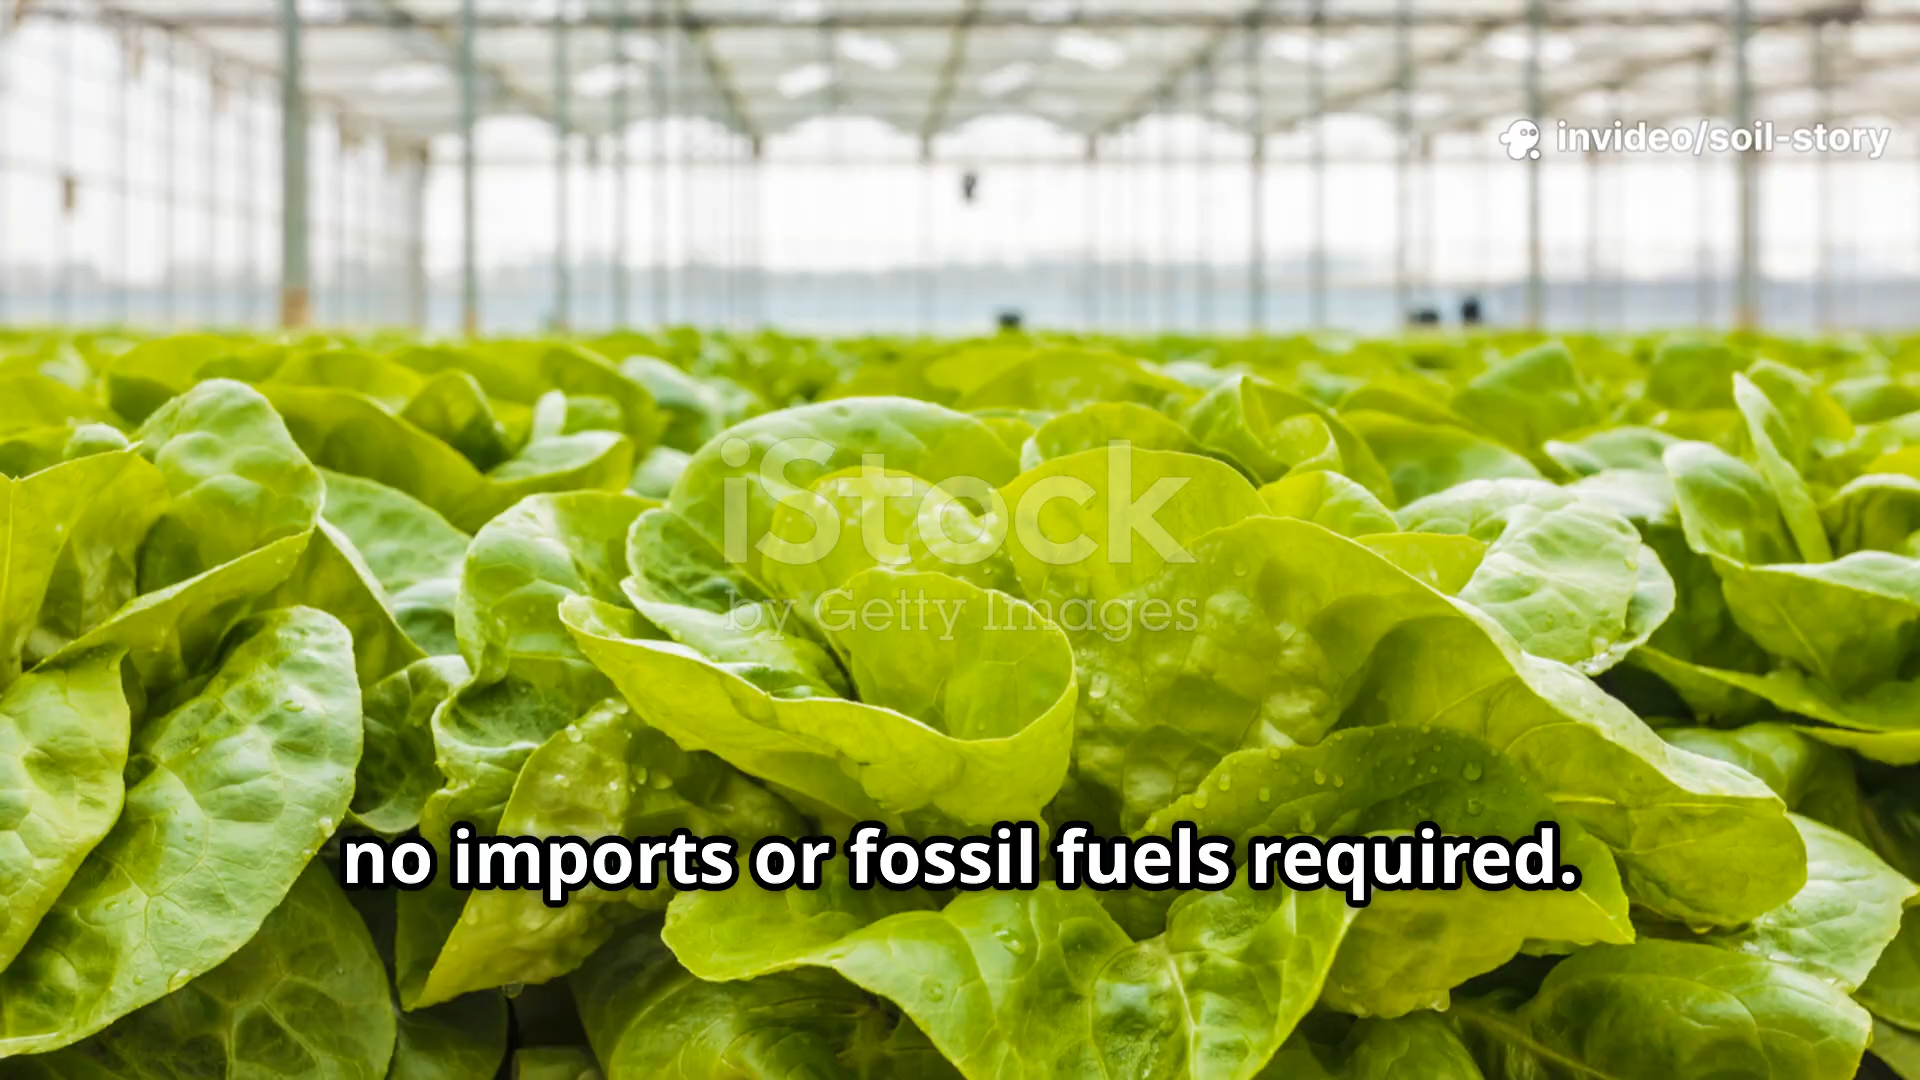 invideo/soil-story
iStock
by Getty Images
no imports or fossil fuels required.